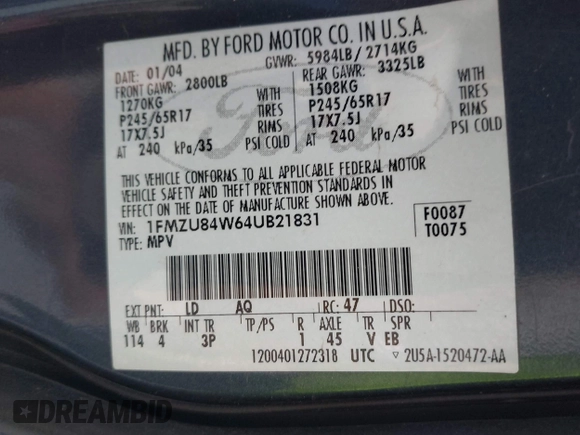 MFD. BY FORD MOTOR CO. IN U.S.A.
DATE: 01/04 GVWR: 5984LB/ 2714KG
FRONT GAWR: 2800LB REAR GAWR: 3325LB
1270KG WITH 1508KG WITH
P245/65R17 TIRES P245/65R17 TIRES
17X7.5J RIMS 17X7.5J RIMS
AT 240 kPa/35 PSI COLD AT 240 kPa/35 PSI COLD
Ford
THIS VEHICLE CONFORMS TO ALL APPLICABLE FEDERAL MOTOR
VEHICLE SAFETY AND THEFT PREVENTION STANDARDS IN
EFFECT ON THE DATE OF MANUFACTURE SHOWN ABOVE.
VIN: 1FMZU84W64UB21831 F0087
TYPE: MPV T0075
EXT PNT: LD AQ RC: 47 DSO:
WB BRK INT TR TP/PS R AXLE TR SPR
114 4 3P 1 45 V EB
1200401272318 UTC ▽ 2U5A-1520472-AA
DREAMBID